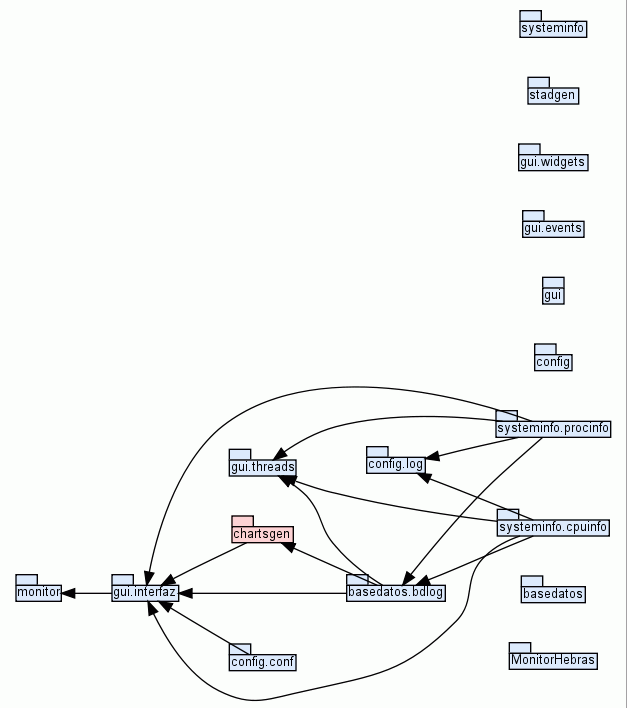 systeminfo
stadgen
gui.widgets
gui.events
gui
config
systeminfo.procinfo
gui.threads
config.log
systeminfo.cpuinfo
chartsgen
monitor
gui.interfaz
basedatos.bdlog
basedatos
config.conf
MonitorHebras